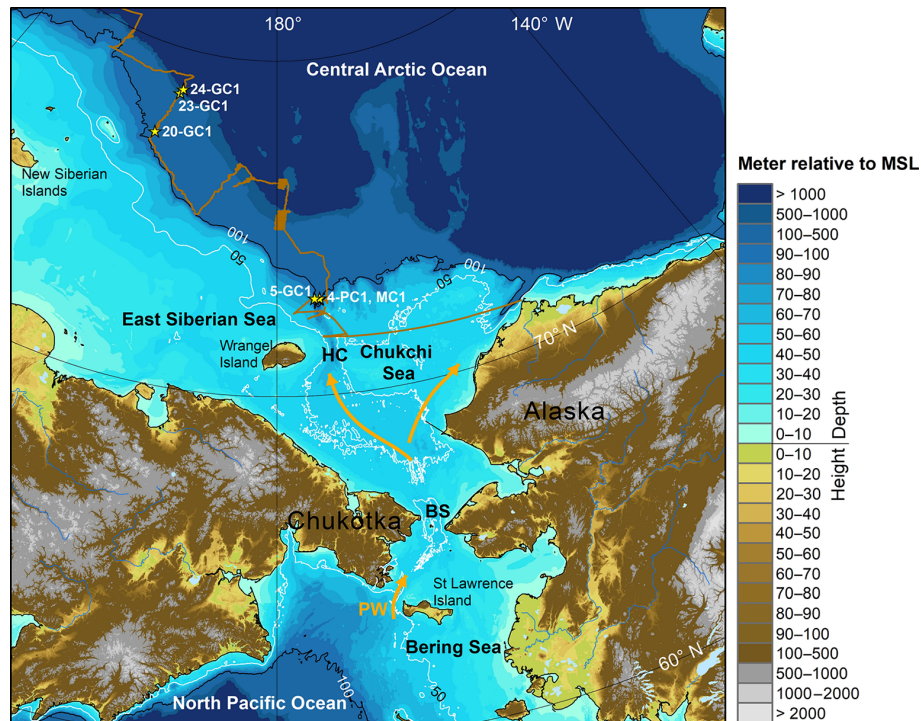 180°
140° W
Central Arctic Ocean
24-GC1
23-GC1
20-GC1
New Siberian
Islands
100
50
100
50
5-GC1
4-PC1, MC1
East Siberian Sea
70° N
Wrangel
Island
HC
Chukchi
Sea
Alaska
Chukotka
BS
St Lawrence
Island
PW
Bering Sea
60° N
50
100
North Pacific Ocean
Meter relative to MSL
> 1000
500–1000
100–500
90–100
80–90
70–80
60–70
50–60
40–50
30–40
20–30
10–20
0–10
Depth
Height
0–10
10–20
20–30
30–40
40–50
50–60
60–70
70–80
80–90
90–100
100–500
500–1000
1000–2000
> 2000